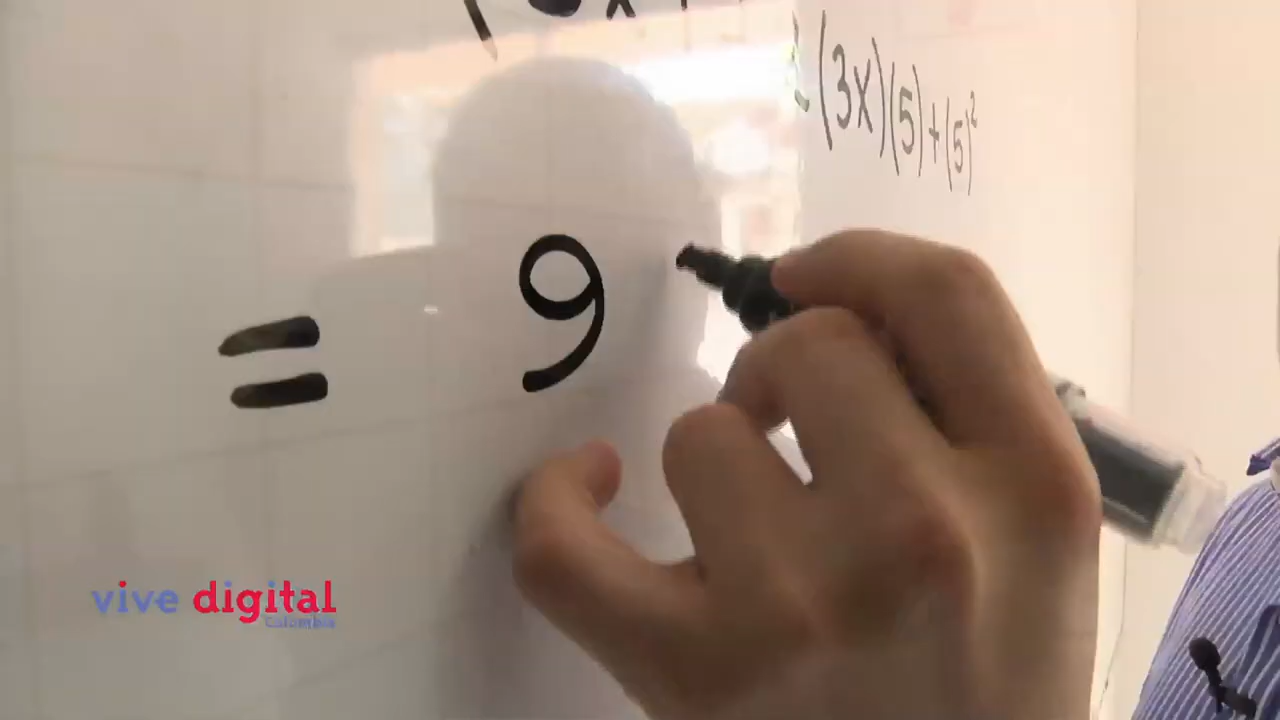 (3x)(5)+(5)²
= 9
vive digital
Colombia